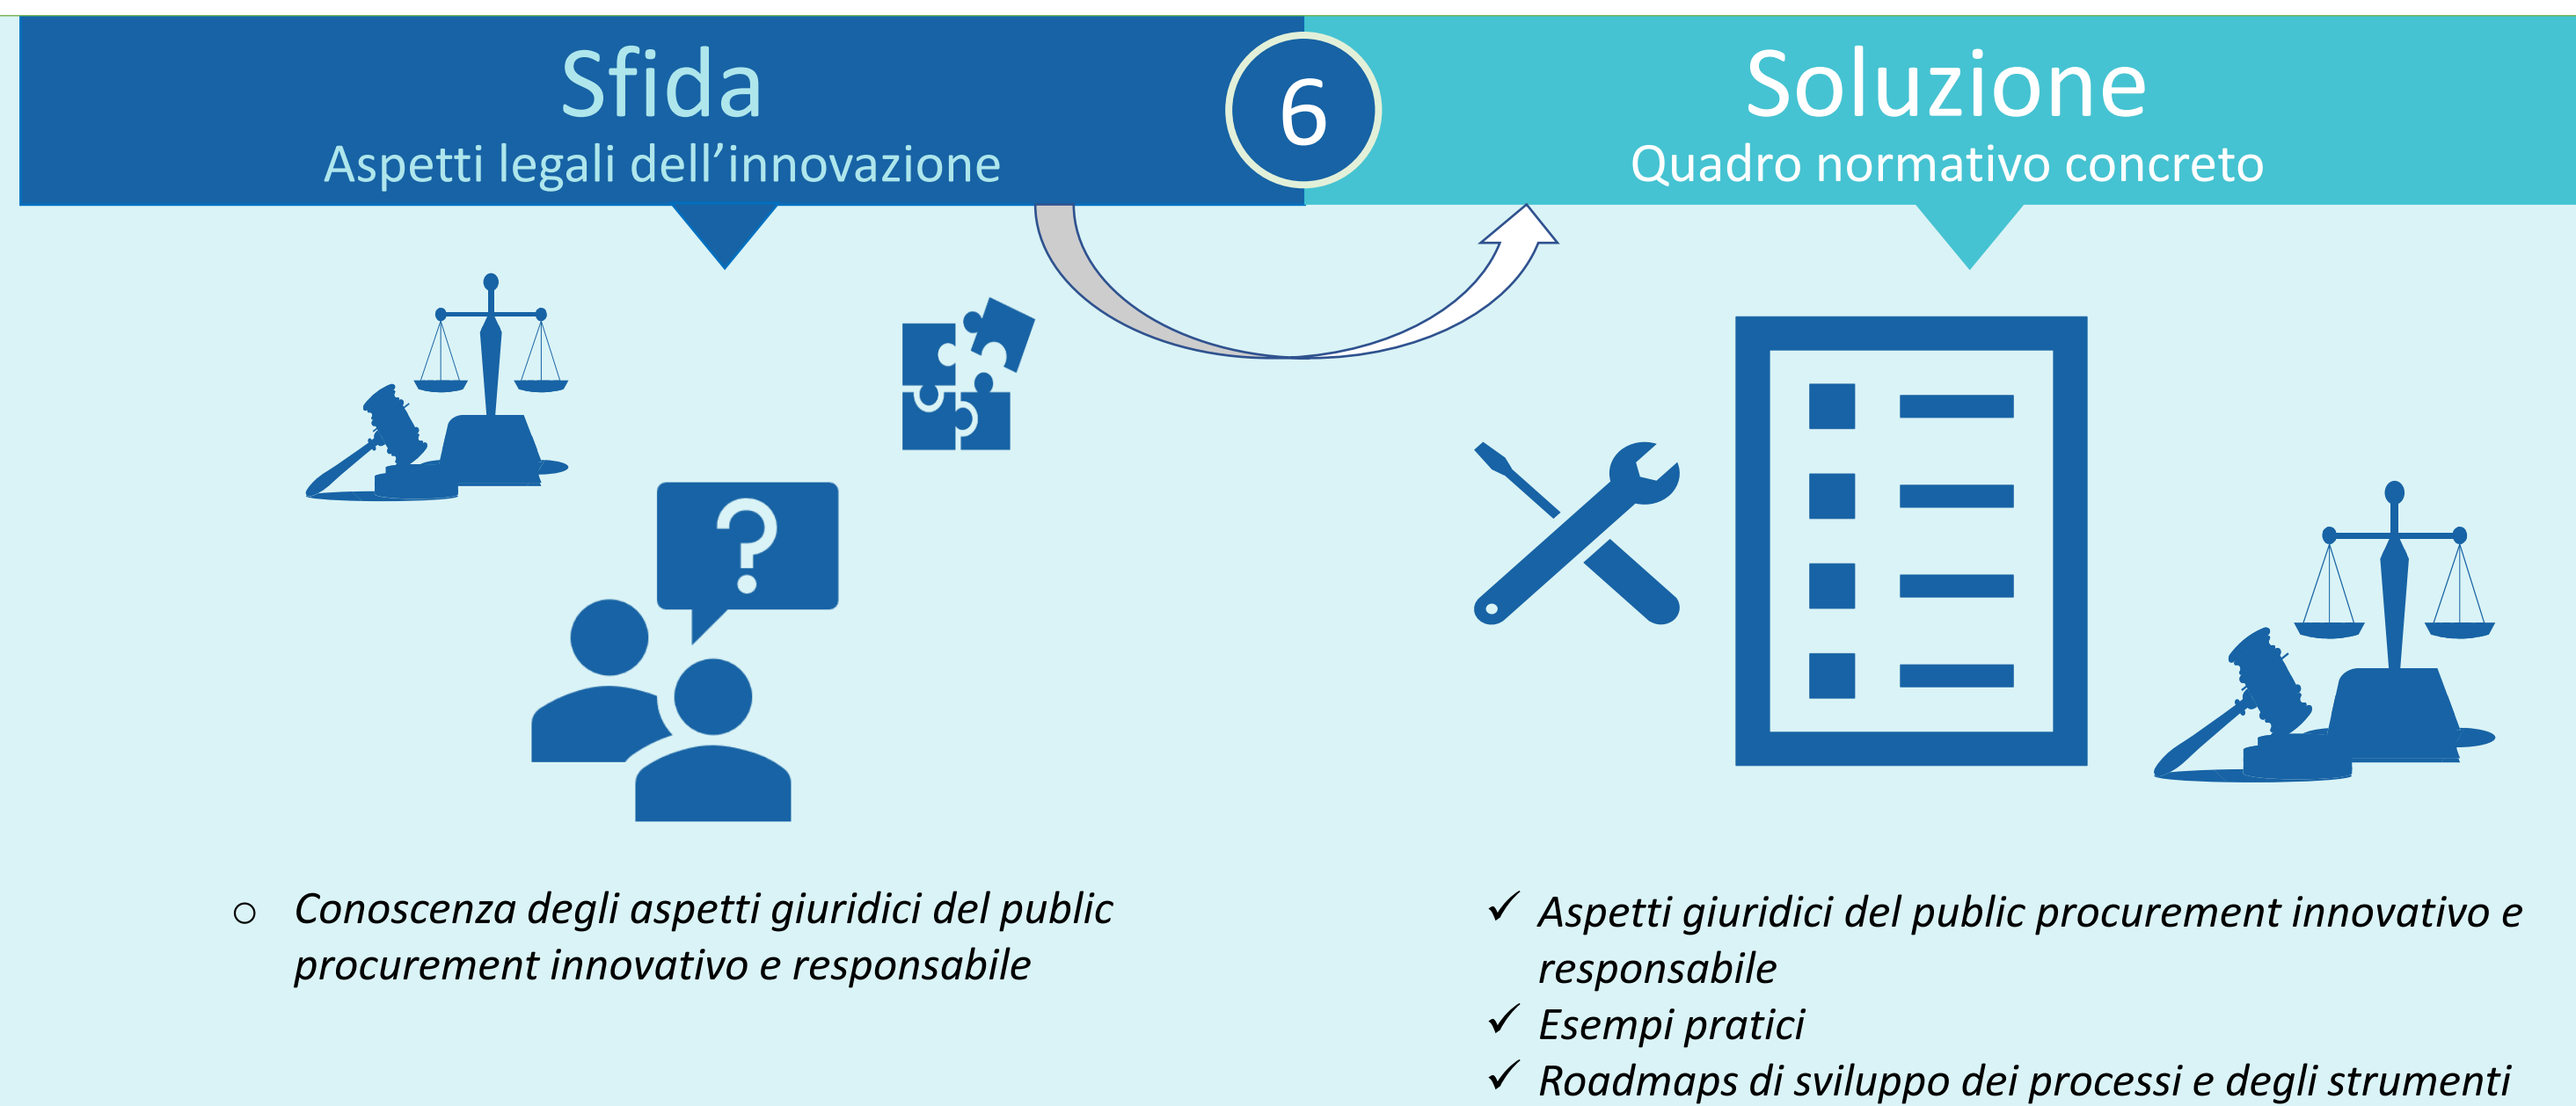 Sfida
Aspetti legali dell’innovazione
6
Soluzione
Quadro normativo concreto
?
o Conoscenza degli aspetti giuridici del public
procurement innovativo e responsabile
✓ Aspetti giuridici del public procurement innovativo e
responsabile
✓ Esempi pratici
✓ Roadmaps di sviluppo dei processi e degli strumenti